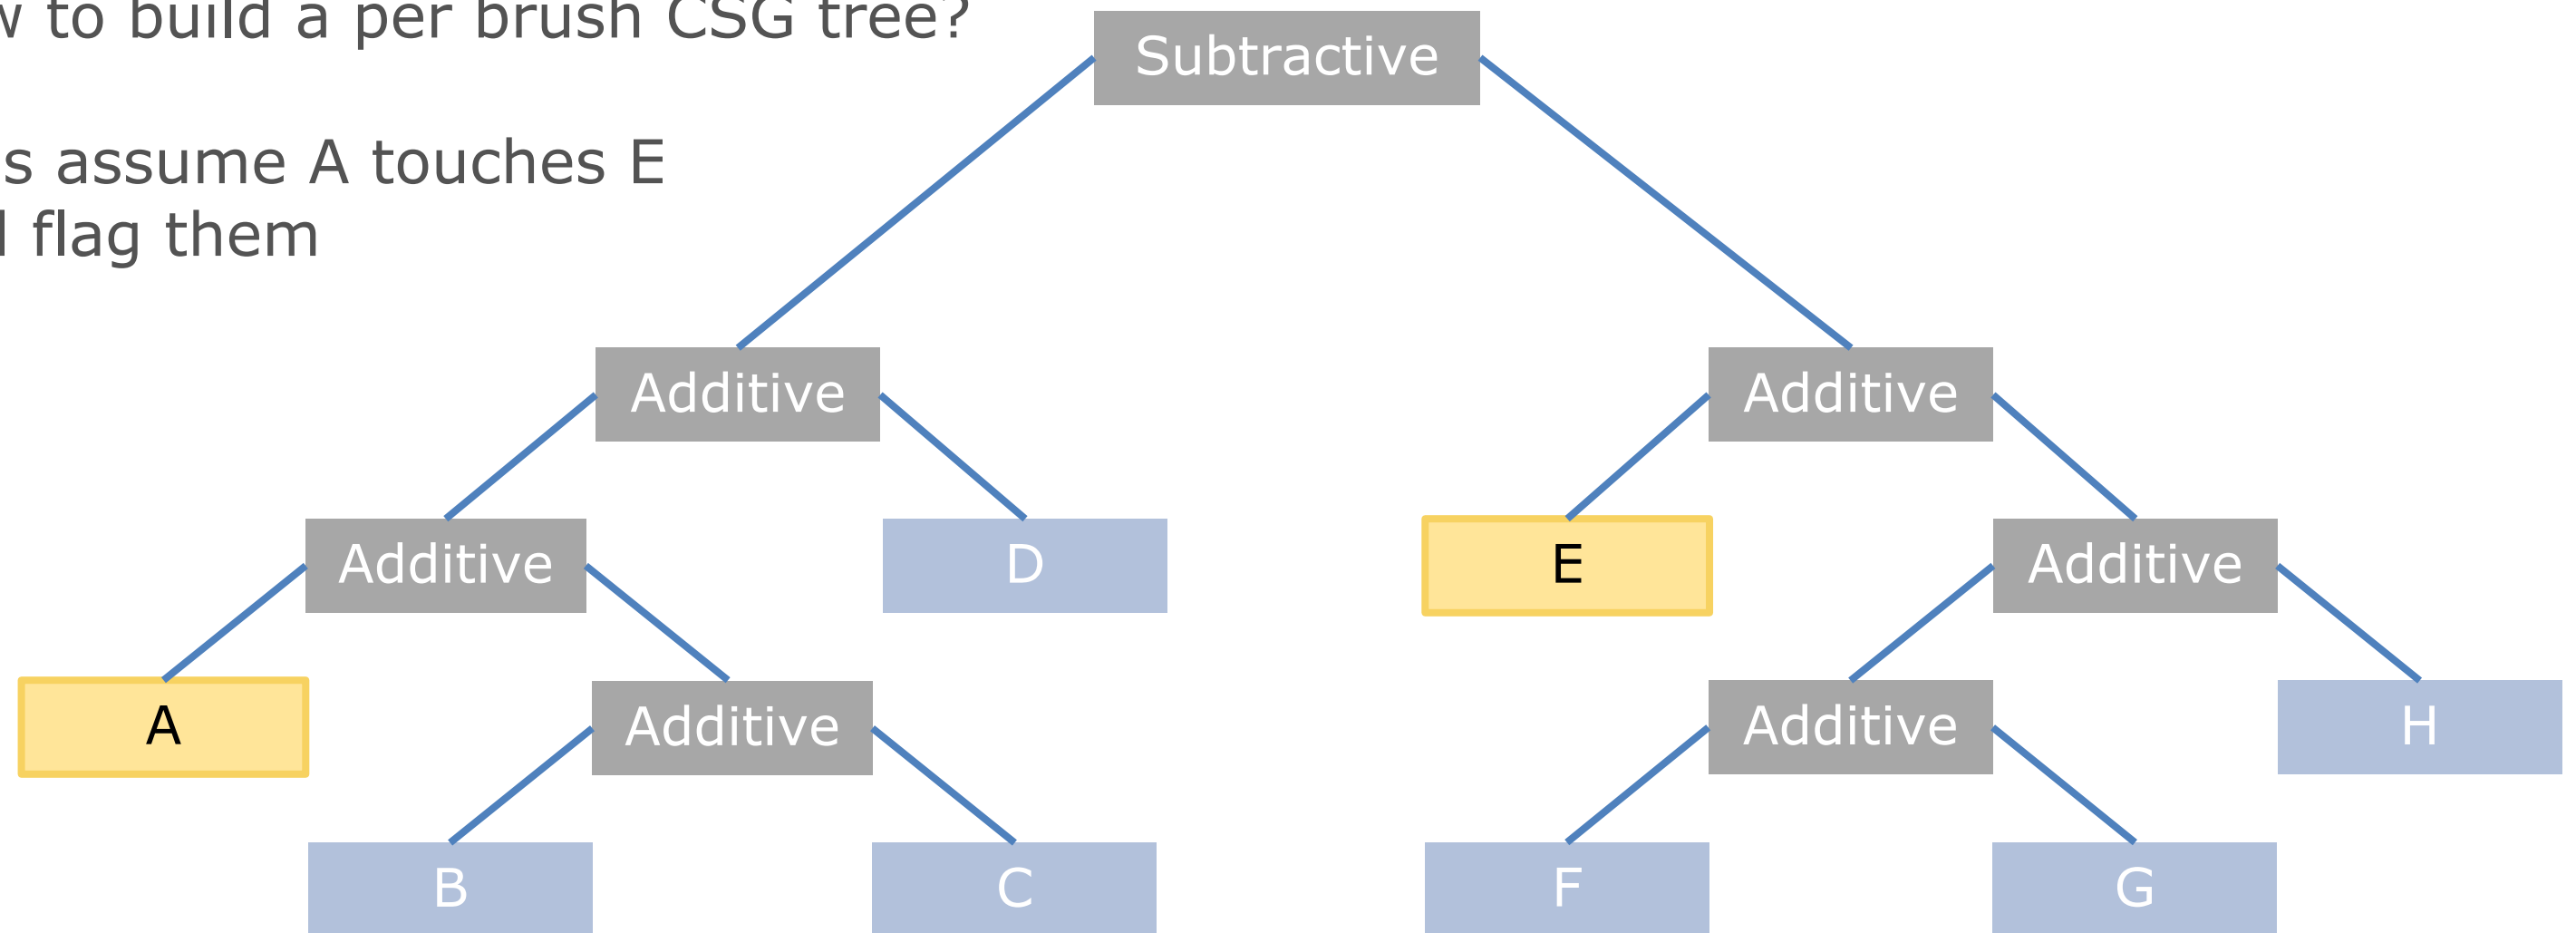 to build a per brush CSG tree?
Subtractive
assume A touches E
flag them
Additive
Additive
Additive
D
E
Additive
A
Additive
Additive
H
B
C
F
G